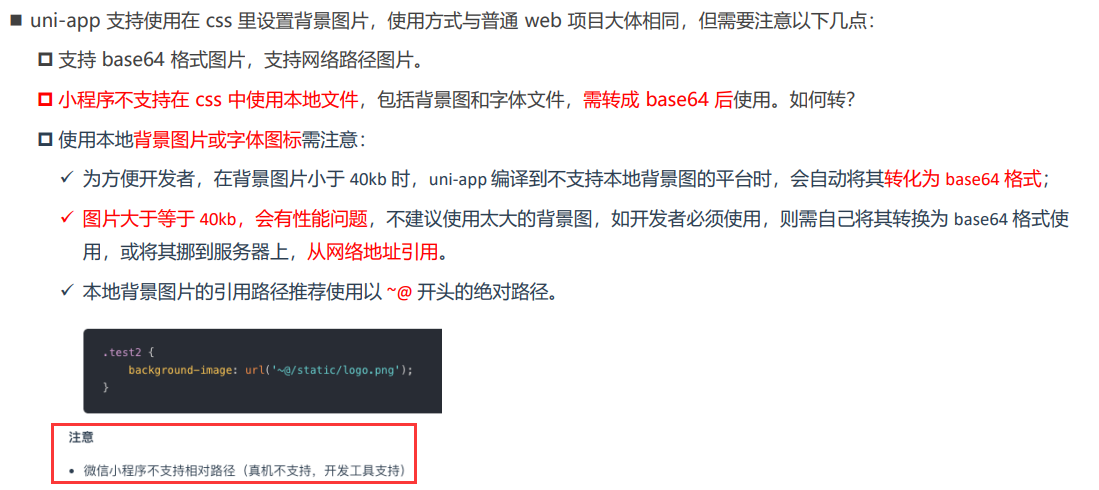 uni-app 支持使用在 css 里设置背景图片，使用方式与普通 web 项目大体相同，但需要注意以下几点：
支持 base64 格式图片，支持网络路径图片。
小程序不支持在 css 中使用本地文件，包括背景图和字体文件，需转成 base64 后使用。如何转？
使用本地背景图片或字体图标需注意：
为方便开发者，在背景图片小于 40kb 时，uni-app 编译到不支持本地背景图的平台时，会自动将其转化为 base64 格式；
图片大于等于 40kb，会有性能问题，不建议使用太大的背景图，如开发者必须使用，则需自己将其转换为 base64 格式使
用，或将其挪到服务器上，从网络地址引用。
本地背景图片的引用路径推荐使用以 ~@ 开头的绝对路径。
.test2 {
background-image: url('~@/static/logo.png');
}
注意
• 微信小程序不支持相对路径（真机不支持，开发工具支持）